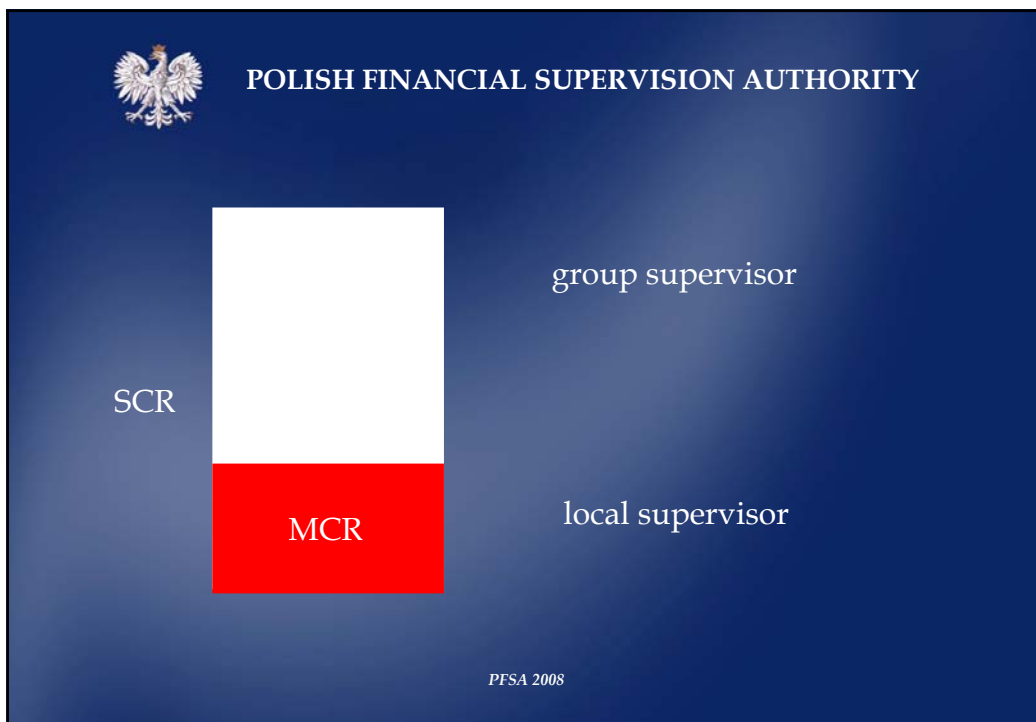 POLISH FINANCIAL SUPERVISION AUTHORITY
group supervisor
SCR
MCR
local supervisor
PFSA 2008